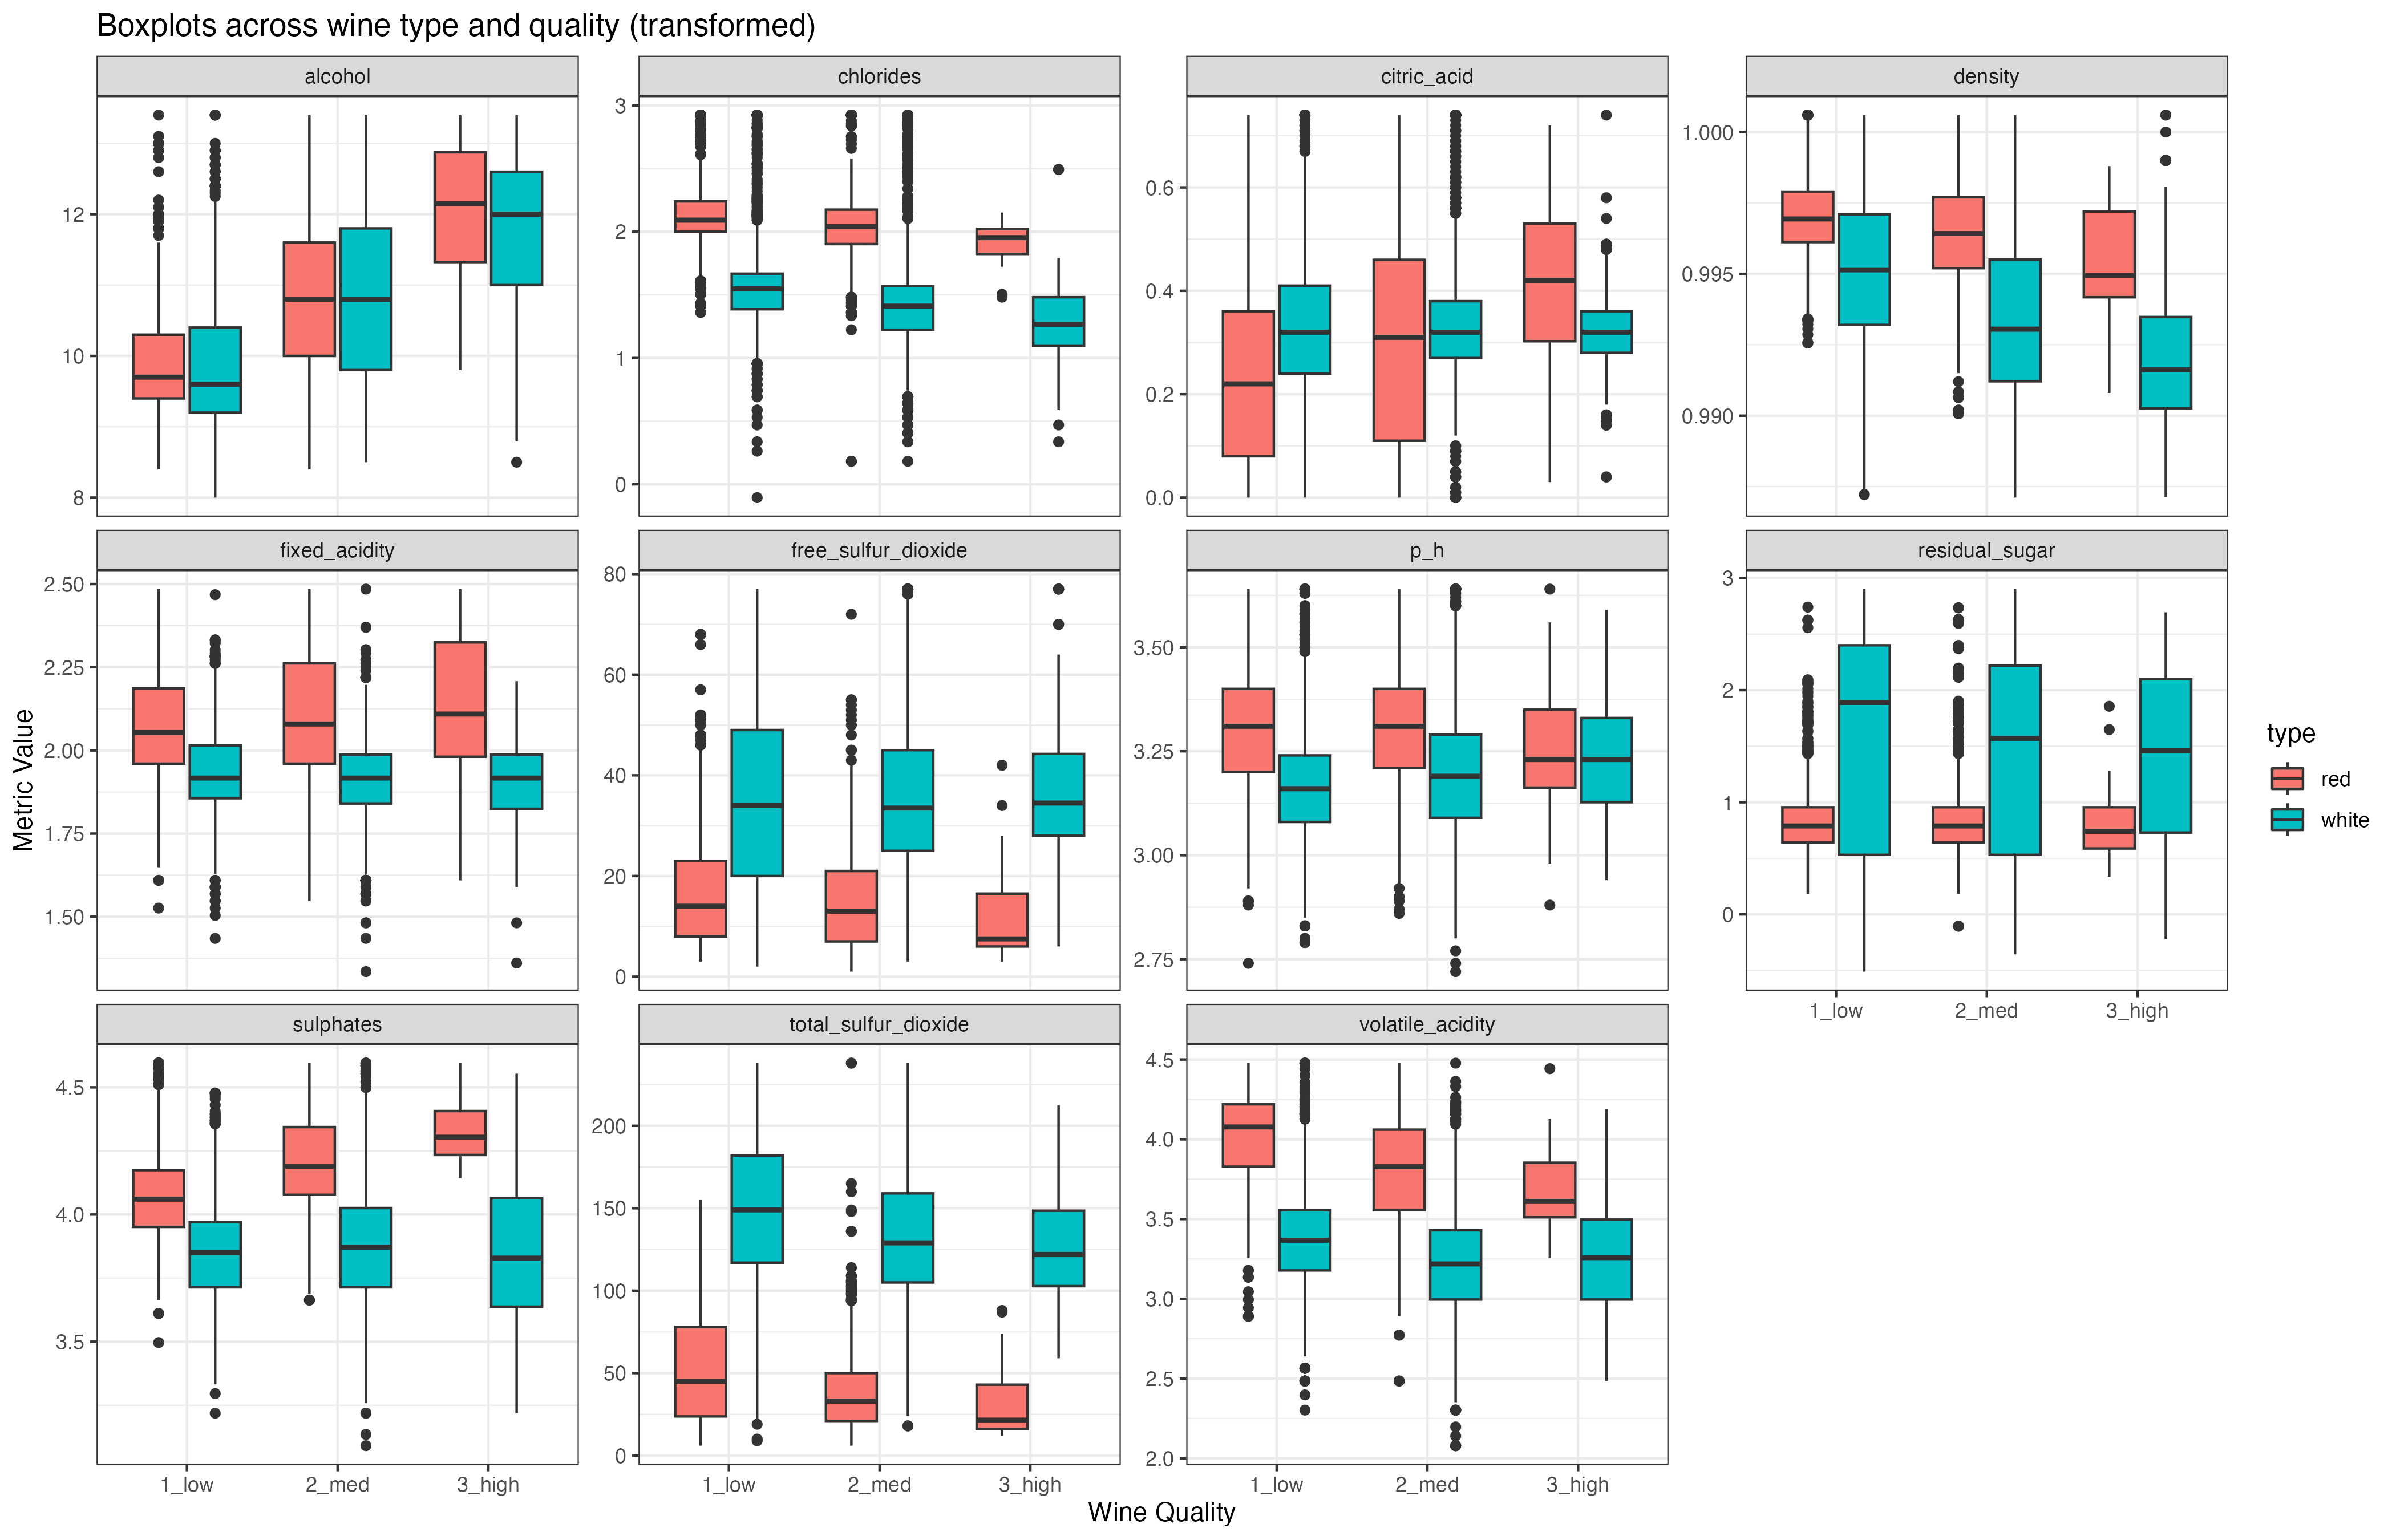 Boxplots across wine type and quality (transformed)
alcohol
chlorides
citric_acid
density
12
10
8
3
2
1
0
0.6
0.4
0.2
0.0
1.000
0.995
0.990
fixed_acidity
free_sulfur_dioxide
p_h
residual_sugar
2.50
2.25
2.00
1.75
1.50
80
60
40
20
0
3.50
3.25
3.00
2.75
3
2
1
0
1_low 2_med 3_high
sulphates
total_sulfur_dioxide
volatile_acidity
4.5
4.0
3.5
200
150
100
50
0
4.5
4.0
3.5
3.0
2.5
2.0
1_low 2_med 3_high
1_low 2_med 3_high
1_low 2_med 3_high
Metric Value
Wine Quality
type
red
white